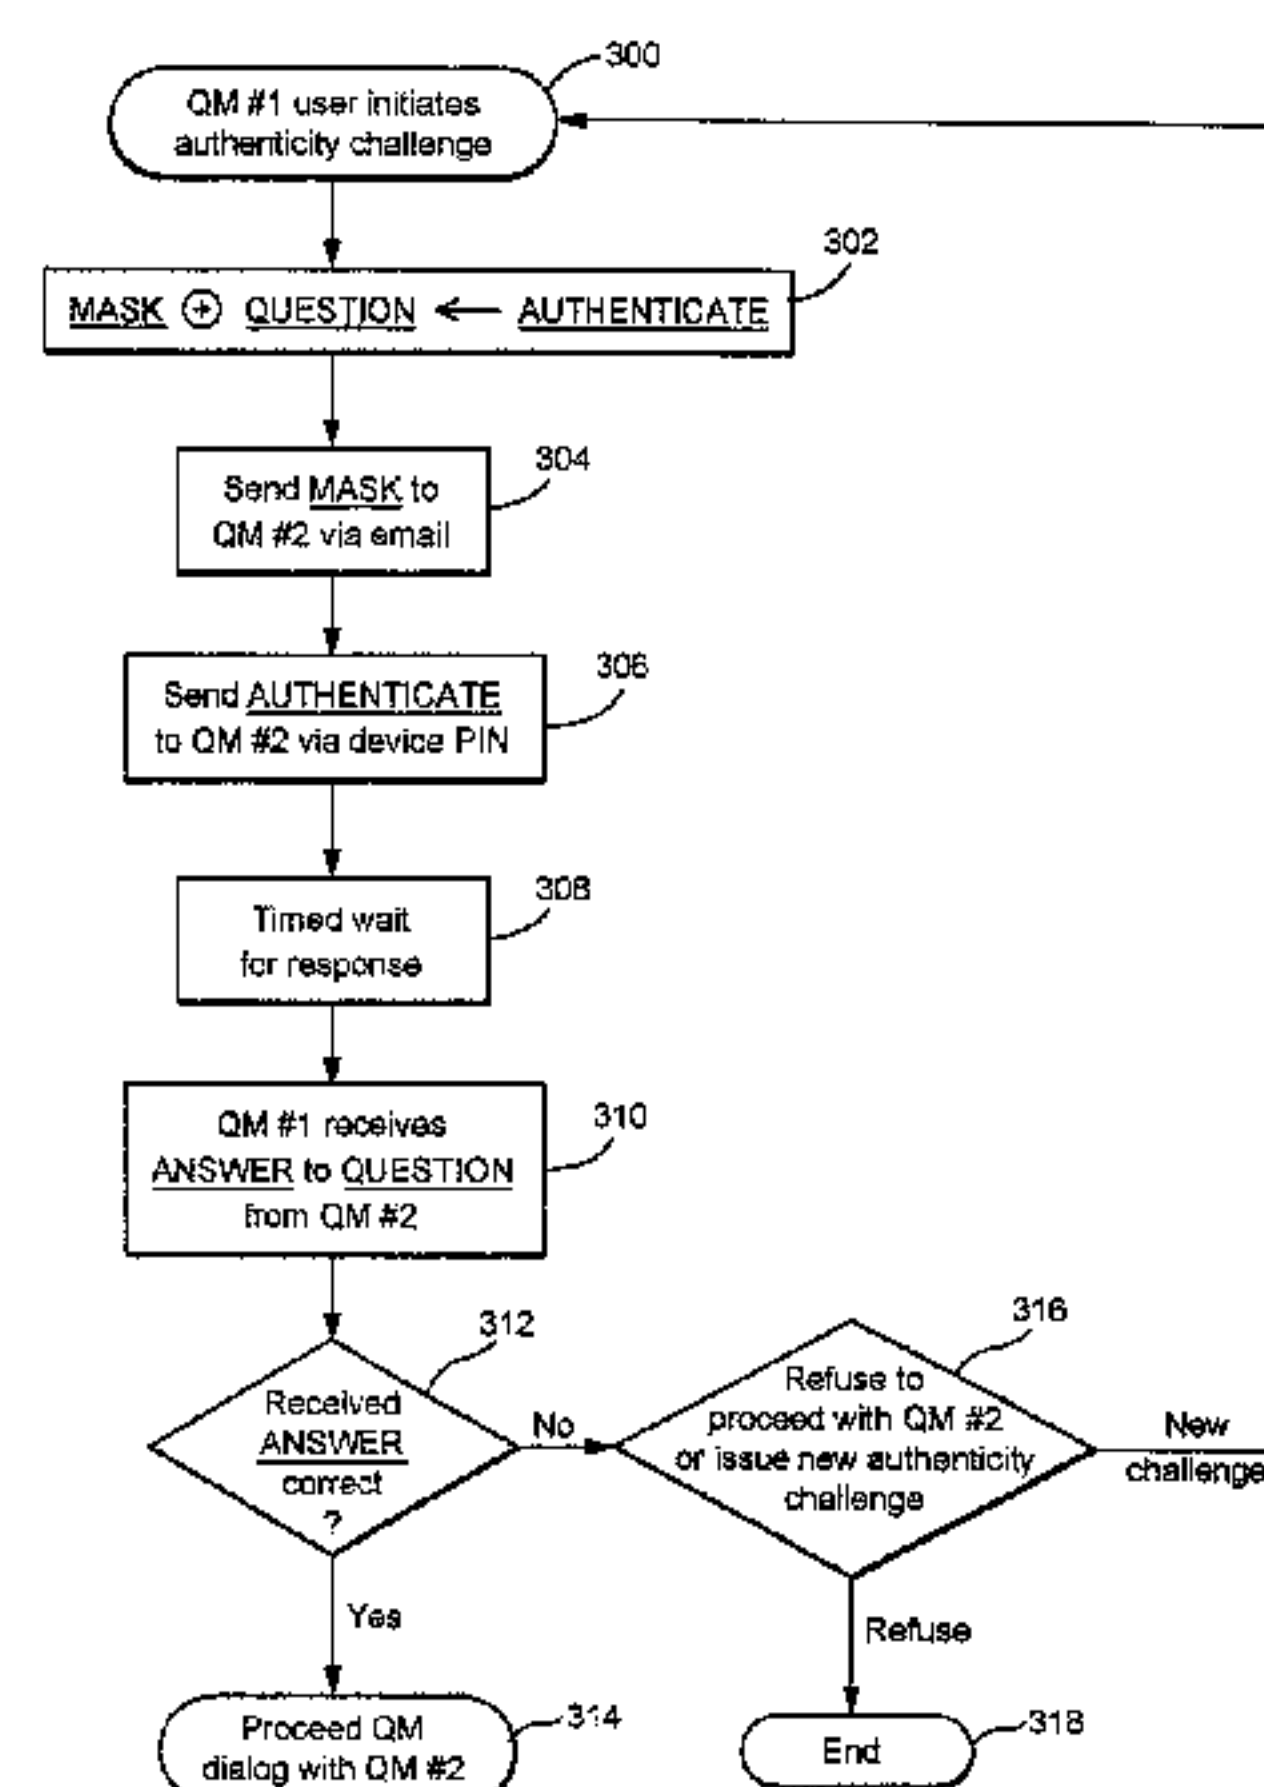 300
QM #1 user initiates
authenticity challenge
302
MASK ⊕ QUESTION ← AUTHENTICATE
304
Send MASK to
QM #2 via email
306
Send AUTHENTICATE
to QM #2 via device PIN
308
Timed wait
for response
310
QM #1 receives
ANSWER to QUESTION
from QM #2
312
Received
ANSWER
correct
?
No
316
Refuse to
proceed with QM #2
or issue new authenticity
challenge
New
challenge
Yes
Refuse
314
Proceed QM
dialog with QM #2
318
End